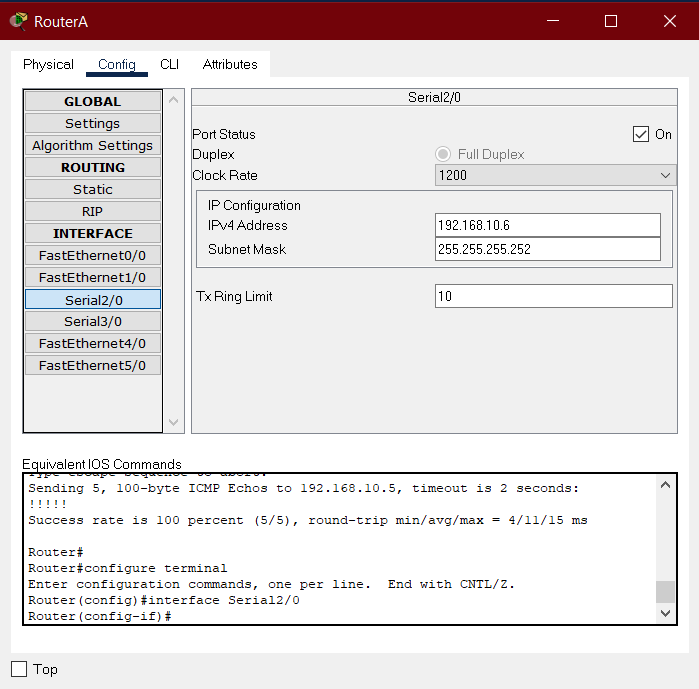 RouterA
Physical Config CLI Attributes
GLOBAL
Settings
Algorithm Settings
ROUTING
Static
RIP
INTERFACE
FastEthernet0/0
FastEthernet1/0
Serial2/0
Serial3/0
FastEthernet4/0
FastEthernet5/0
Serial2/0
Port Status On
Duplex Full Duplex
Clock Rate 1200
IP Configuration
IPv4 Address 192.168.10.6
Subnet Mask 255.255.255.252
Tx Ring Limit 10
Equivalent IOS Commands
Type escape sequence to abort.
Sending 5, 100-byte ICMP Echos to 192.168.10.5, timeout is 2 seconds:
!!!!!
Success rate is 100 percent (5/5), round-trip min/avg/max = 4/11/15 ms
Router#
Router#configure terminal
Enter configuration commands, one per line.  End with CNTL/Z.
Router(config)#interface Serial2/0
Router(config-if)#
Top